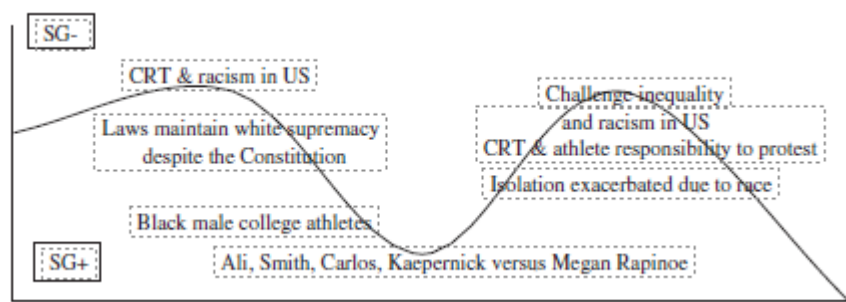 SG-
CRT & racism in US
Laws maintain white supremacy
despite the Constitution
Black male college athletes
SG+
Ali, Smith, Carlos, Kaepernick versus Megan Rapinoe
Challenge inequality
and racism in US
CRT & athlete responsibility to protest
Isolation exacerbated due to race